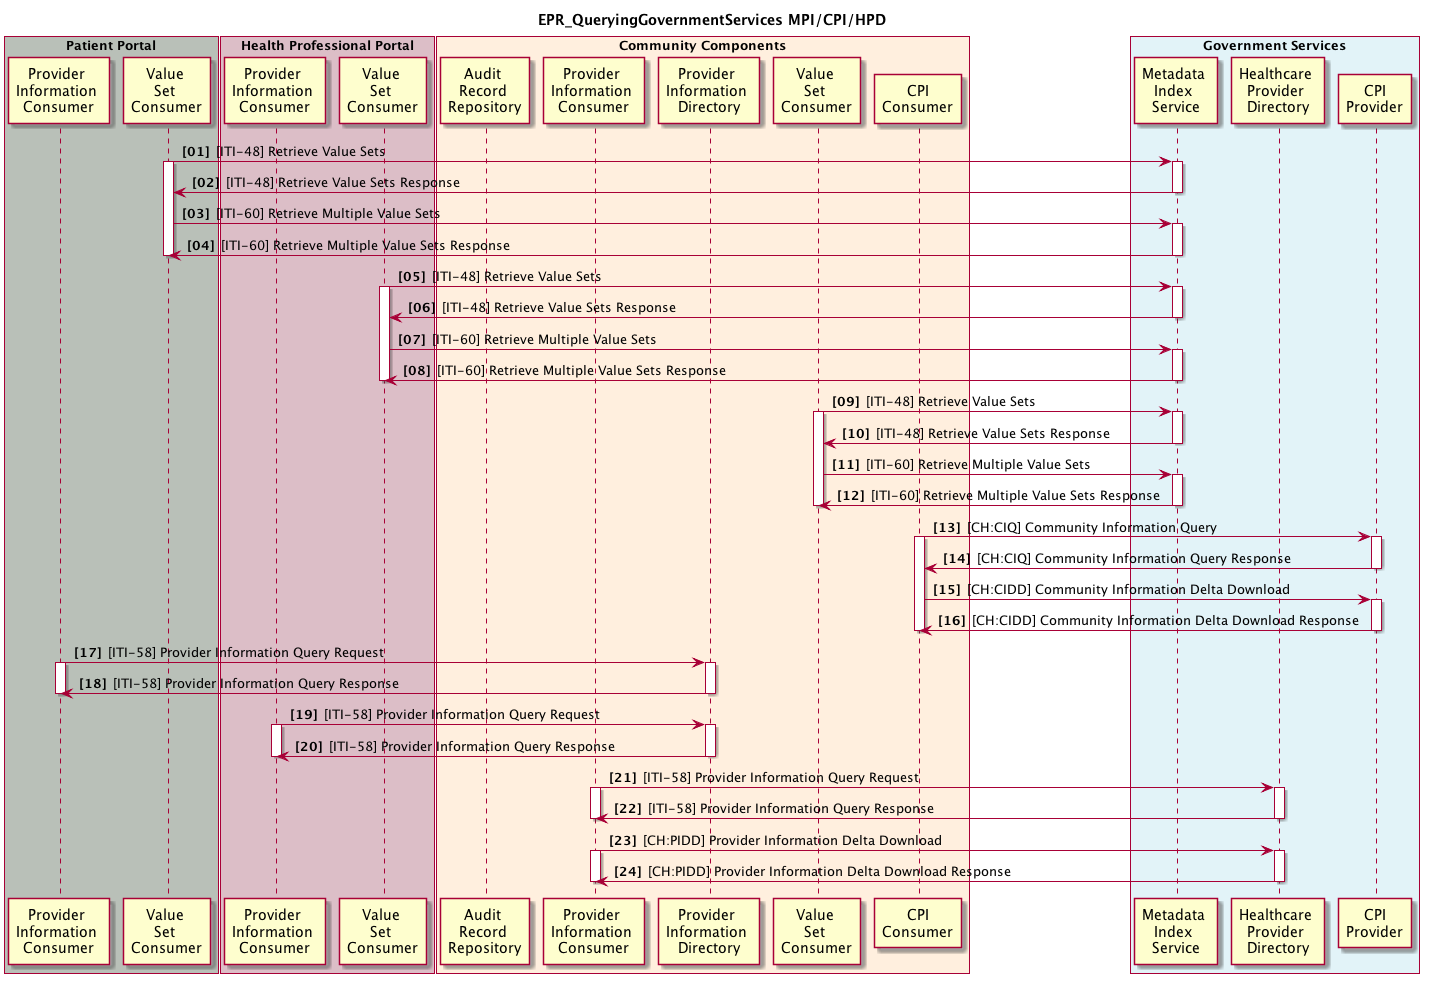 EPR_QueryingGovernmentServices MPI/CPI/HPD
Patient Portal
Health Professional Portal
Community Components
Government Services
Provider
Information
Consumer
Value
Set
Consumer
Provider
Information
Consumer
Value
Set
Consumer
Audit
Record
Repository
Provider
Information
Consumer
Provider
Information
Directory
Value
Set
Consumer
CPI
Consumer
Metadata
Index
Service
Healthcare
Provider
Directory
CPI
Provider
[01] [ITI-48] Retrieve Value Sets
[02] [ITI-48] Retrieve Value Sets Response
[03] [ITI-60] Retrieve Multiple Value Sets
[04] [ITI-60] Retrieve Multiple Value Sets Response
[05] [ITI-48] Retrieve Value Sets
[06] [ITI-48] Retrieve Value Sets Response
[07] [ITI-60] Retrieve Multiple Value Sets
[08] [ITI-60] Retrieve Multiple Value Sets Response
[09] [ITI-48] Retrieve Value Sets
[10] [ITI-48] Retrieve Value Sets Response
[11] [ITI-60] Retrieve Multiple Value Sets
[12] [ITI-60] Retrieve Multiple Value Sets Response
[13] [CH:CIQ] Community Information Query
[14] [CH:CIQ] Community Information Query Response
[15] [CH:CIDD] Community Information Delta Download
[16] [CH:CIDD] Community Information Delta Download Response
[17] [ITI-58] Provider Information Query Request
[18] [ITI-58] Provider Information Query Response
[19] [ITI-58] Provider Information Query Request
[20] [ITI-58] Provider Information Query Response
[21] [ITI-58] Provider Information Query Request
[22] [ITI-58] Provider Information Query Response
[23] [CH:PIDD] Provider Information Delta Download
[24] [CH:PIDD] Provider Information Delta Download Response
Provider
Information
Consumer
Value
Set
Consumer
Provider
Information
Consumer
Value
Set
Consumer
Audit
Record
Repository
Provider
Information
Consumer
Provider
Information
Directory
Value
Set
Consumer
CPI
Consumer
Metadata
Index
Service
Healthcare
Provider
Directory
CPI
Provider